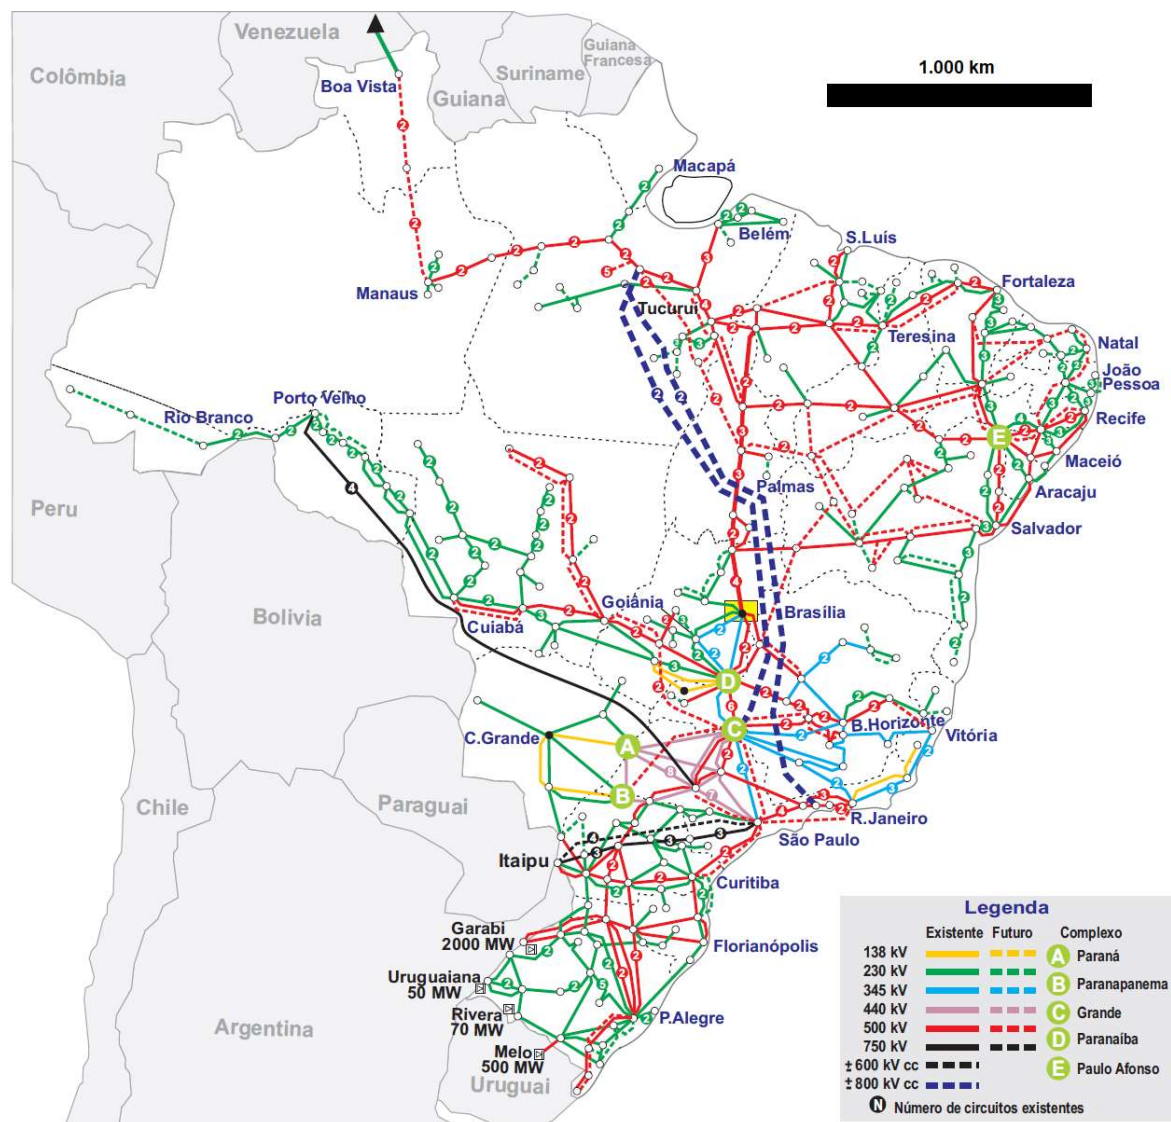 Venezuela
Colômbia
Boa Vista
Guiana
Suriname
Guiana
Francesa
1.000 km
Macapá
Belém
S.Luís
Fortaleza
Manaus
Tucuruí
Teresina
Natal
João
Pessoa
Recife
Maceió
Aracaju
Salvador
Porto Velho
Rio Branco
Palmas
Peru
Bolivia
Cuiabá
Goiânia
Brasília
C.Grande
B.Horizonte
Vitória
R.Janeiro
São Paulo
Chile
Paraguai
Itaipu
Curitiba
Garabi
2000 MW
Florianópolis
Uruguaiana
50 MW
Rivera
70 MW
P.Alegre
Melo
500 MW
Argentina
Uruguai
A
B
C
D
E
Legenda
Existente Futuro Complexo
138 kV A Paraná
230 kV
345 kV B Paranapanema
440 kV C Grande
500 kV D Paranaíba
750 kV
±600 kV cc E Paulo Afonso
±800 kV cc
N Número de circuitos existentes